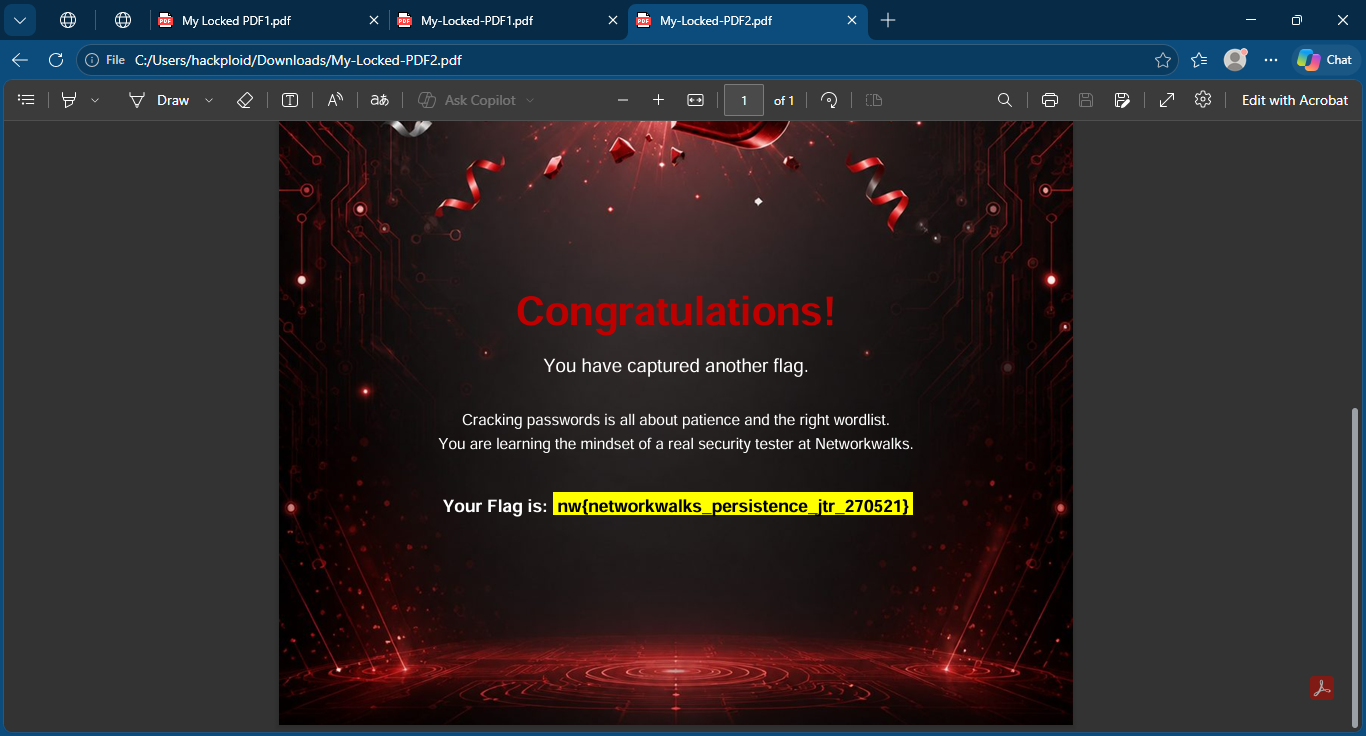 My Locked PDF1.pdf
My-Locked-PDF1.pdf
My-Locked-PDF2.pdf
File C:/Users/hackploid/Downloads/My-Locked-PDF2.pdf
Chat
Draw
Ask Copilot
1 of 1
Edit with Acrobat
Congratulations!
You have captured another flag.
Cracking passwords is all about patience and the right wordlist.
You are learning the mindset of a real security tester at Networkwalks.
Your Flag is: nw{networkwalks_persistence_jtr_270521}